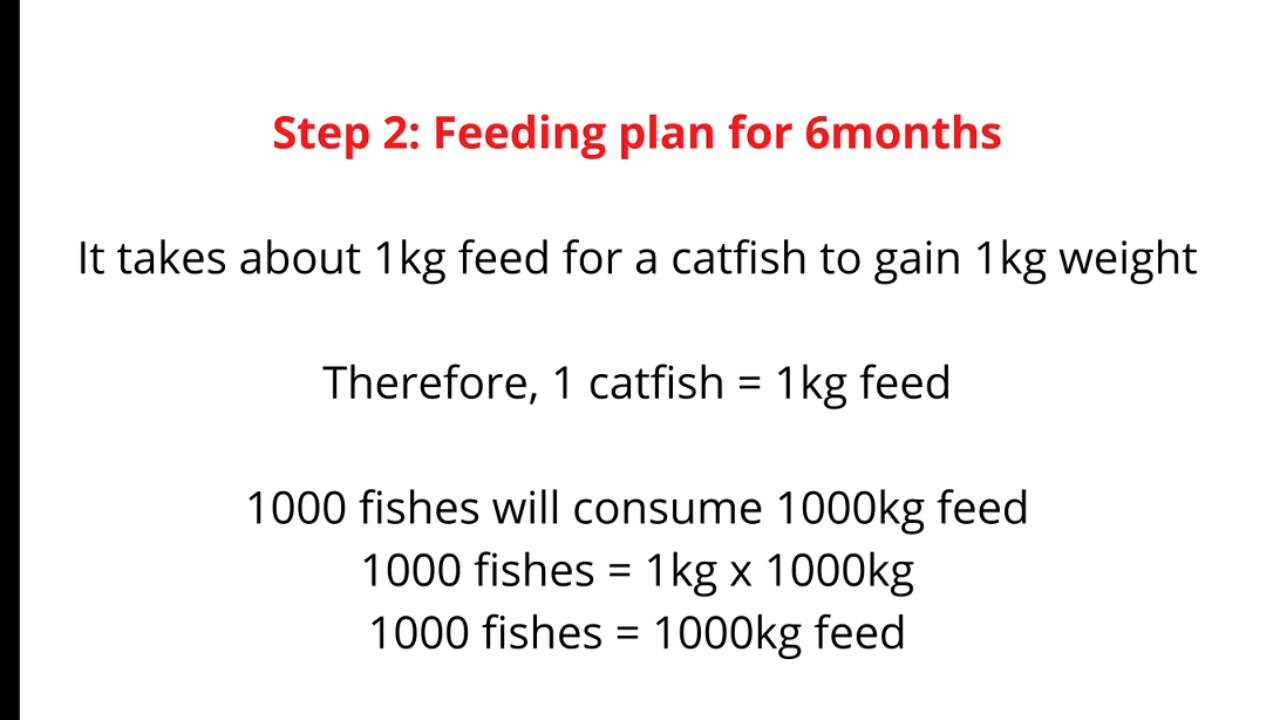 Step 2: Feeding plan for 6months
It takes about 1kg feed for a catfish to gain 1kg weight
Therefore, 1 catfish = 1kg feed
1000 fishes will consume 1000kg feed
1000 fishes = 1kg x 1000kg
1000 fishes = 1000kg feed